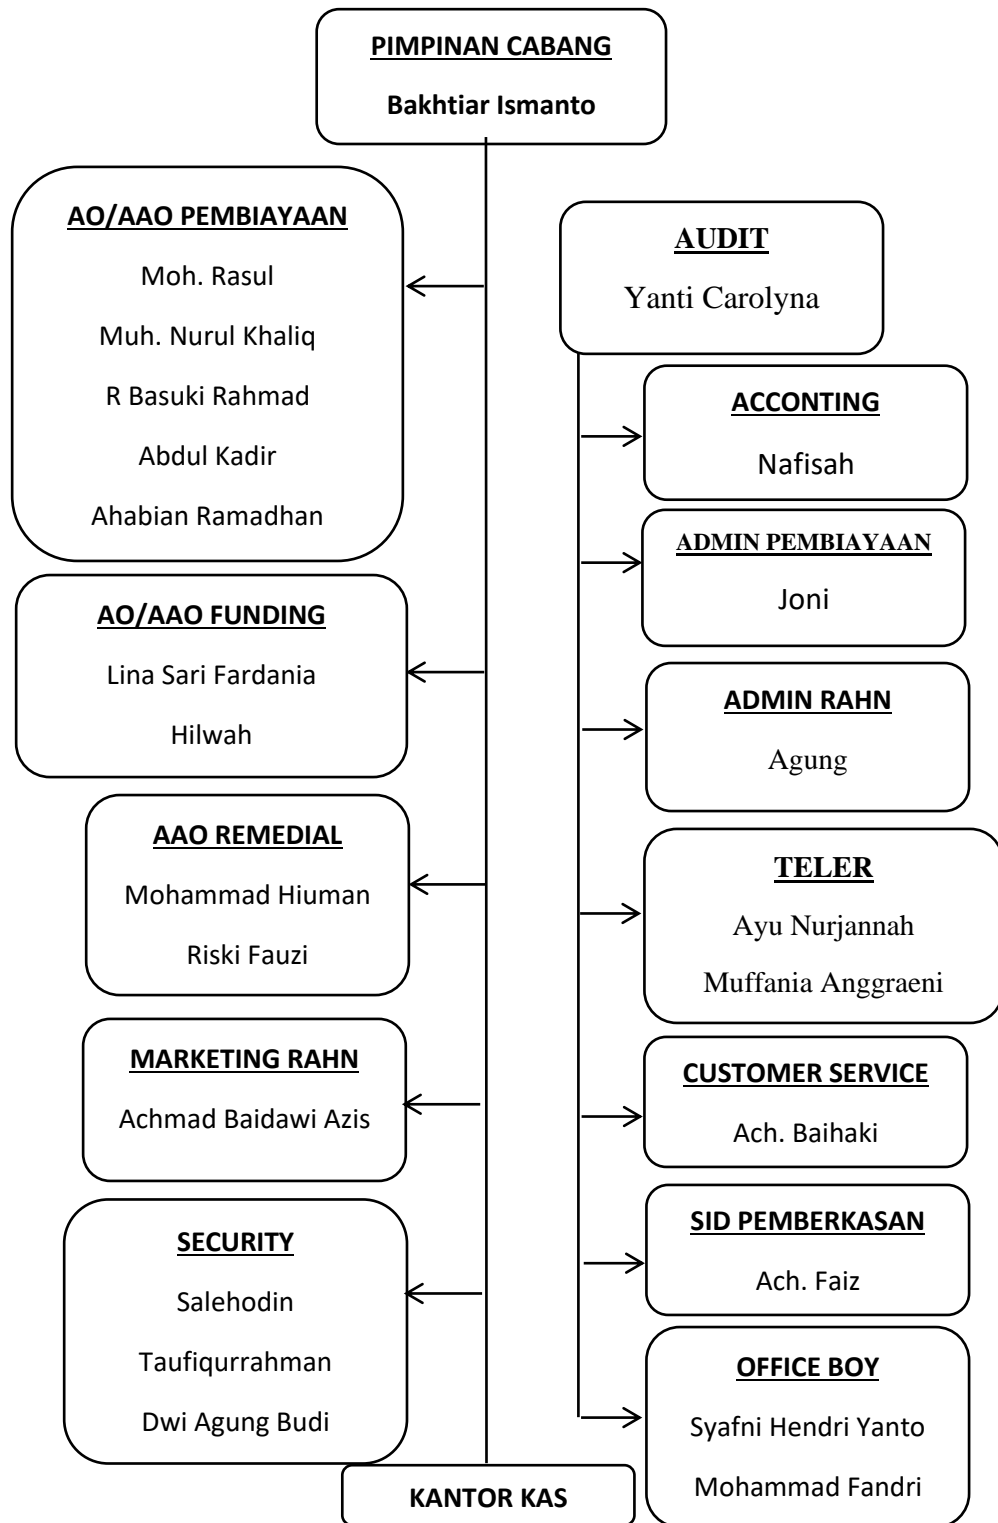 PIMPINAN CABANG
Bakhtiar Ismanto
AO/AAO PEMBIAYAAN
Moh. Rasul
Muh. Nurul Khaliq
R Basuki Rahmad
Abdul Kadir
Ahabian Ramadhan
AO/AAO FUNDING
Lina Sari Fardania
Hilwah
AAO REMEDIAL
Mohammad Hiuman
Riski Fauzi
MARKETING RAHN
Achmad Baidawi Azis
SECURITY
Salehodin
Taufiqurrahman
Dwi Agung Budi
KANTOR KAS
AUDIT
Yanti Carolyna
ACCONTING
Nafisah
ADMIN PEMBIAYAAN
Joni
ADMIN RAHN
Agung
TELER
Ayu Nurjannah
Muffania Anggraeni
CUSTOMER SERVICE
Ach. Baihaki
SID PEMBERKASAN
Ach. Faiz
OFFICE BOY
Syafni Hendri Yanto
Mohammad Fandri